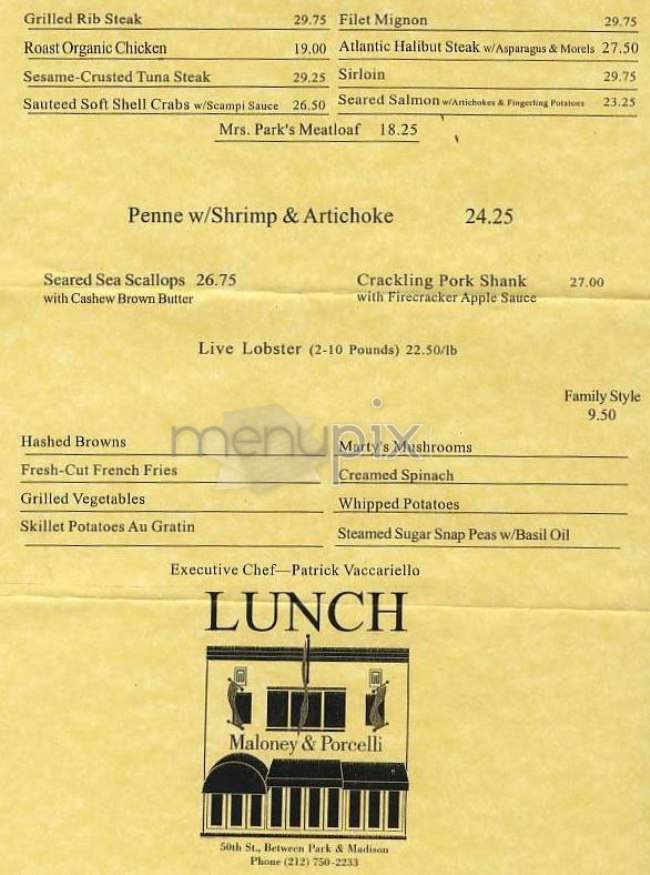 Grilled Rib Steak 29.75
Filet Mignon 29.75
Roast Organic Chicken 19.00
Atlantic Halibut Steak w/Asparagus & Morels 27.50
Sesame-Crusted Tuna Steak 29.25
Sirloin 29.75
Sauteed Soft Shell Crabs w/Scampi Sauce 26.50
Seared Salmon w/Artichokes & Fingerling Potatoes 23.25
Mrs. Park's Meatloaf 18.25
Penne w/Shrimp & Artichoke 24.25
Seared Sea Scallops 26.75
with Cashew Brown Butter
Crackling Pork Shank 27.00
with Firecracker Apple Sauce
Live Lobster (2-10 Pounds) 22.50/lb
Family Style
9.50
menupix
Hashed Browns
Marty's Mushrooms
Fresh-Cut French Fries
Creamed Spinach
Grilled Vegetables
Whipped Potatoes
Skillet Potatoes Au Gratin
Steamed Sugar Snap Peas w/Basil Oil
Executive Chef—Patrick Vaccariello
LUNCH
Maloney & Porcelli
50th St., Between Park & Madison
Phone (212) 750-2233